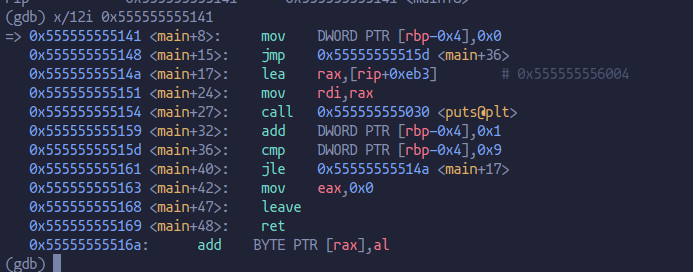 (gdb) x/12i 0x555555555141
=> 0x555555555141 <main+8>: mov DWORD PTR [rbp-0x4],0x0
0x555555555148 <main+15>: jmp 0x55555555515d <main+36>
0x55555555514a <main+17>: lea rax,[rip+0xeb3] # 0x555555556004
0x555555555151 <main+24>: mov rdi,rax
0x555555555154 <main+27>: call 0x555555555030 <puts@plt>
0x555555555159 <main+32>: add DWORD PTR [rbp-0x4],0x1
0x55555555515d <main+36>: cmp DWORD PTR [rbp-0x4],0x9
0x555555555161 <main+40>: jle 0x55555555514a <main+17>
0x555555555163 <main+42>: mov eax,0x0
0x555555555168 <main+47>: leave
0x555555555169 <main+48>: ret
0x55555555516a: add BYTE PTR [rax],al
(gdb)